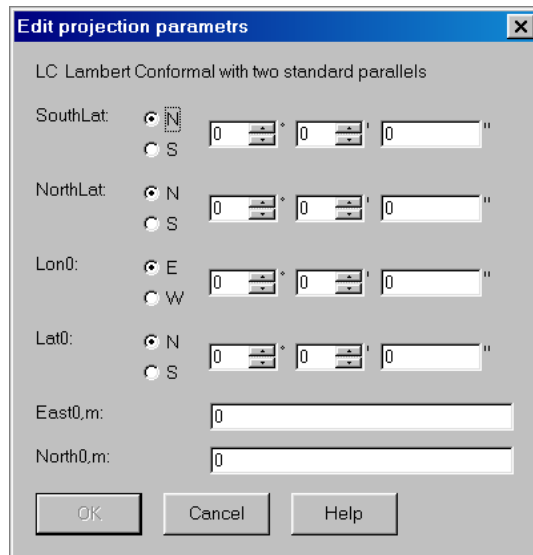 Edit projection parametrs
LC Lambert Conformal with two standard parallels
SouthLat: N 0 ° 0 ' 0 "
S
NorthLat: N 0 ° 0 ' 0 "
S
Lon0: E 0 ° 0 ' 0 "
W
Lat0: N 0 ° 0 ' 0 "
S
East0,m: 0
North0,m: 0
OK Cancel Help